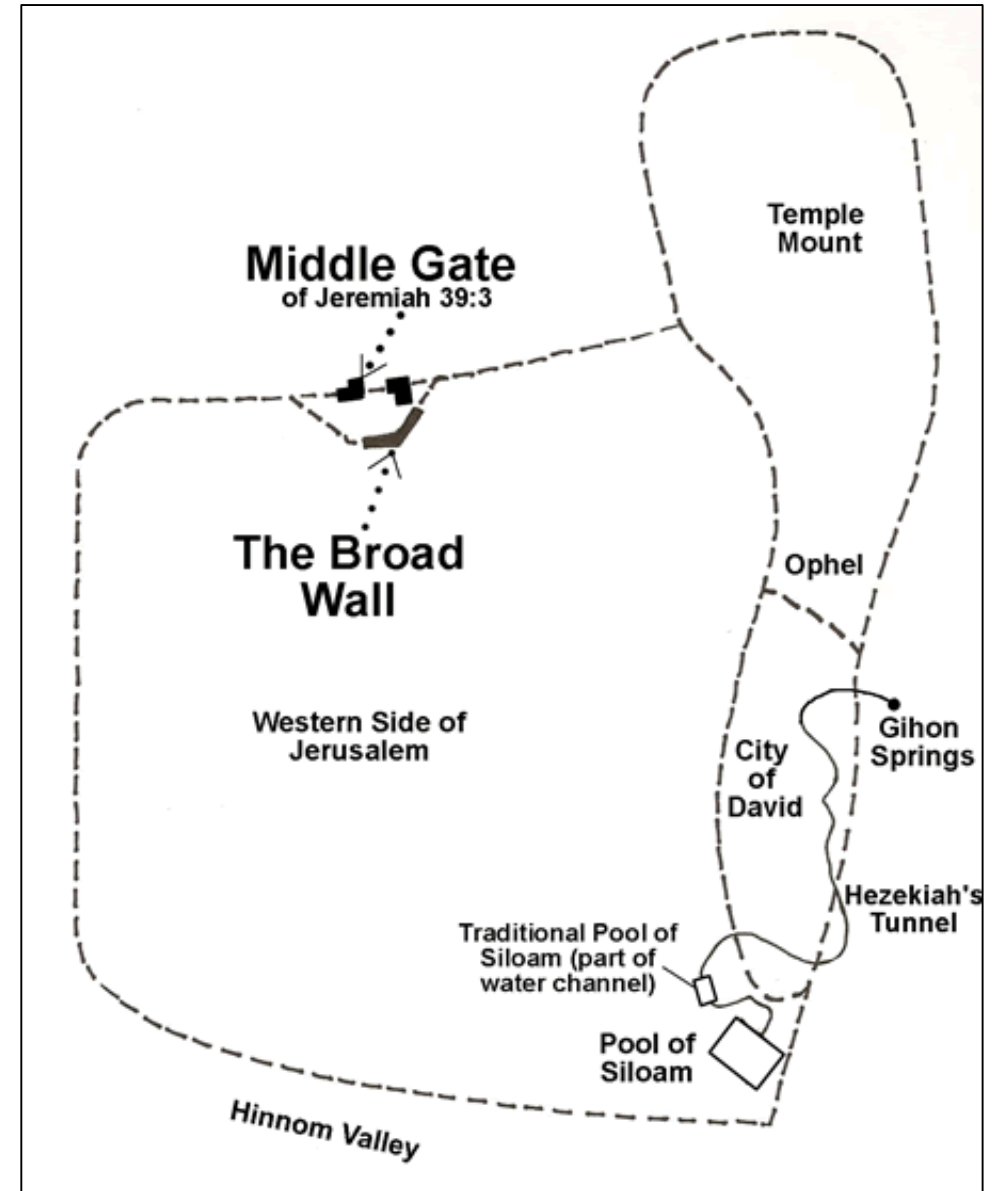 Temple
Mount
Middle Gate
of Jeremiah 39:3
The Broad
Wall
Ophel
Western Side of
Jerusalem
Gihon
Springs
City
of
David
Hezekiah's
Tunnel
Traditional Pool of
Siloam (part of
water channel)
Pool of
Siloam
Hinnom Valley